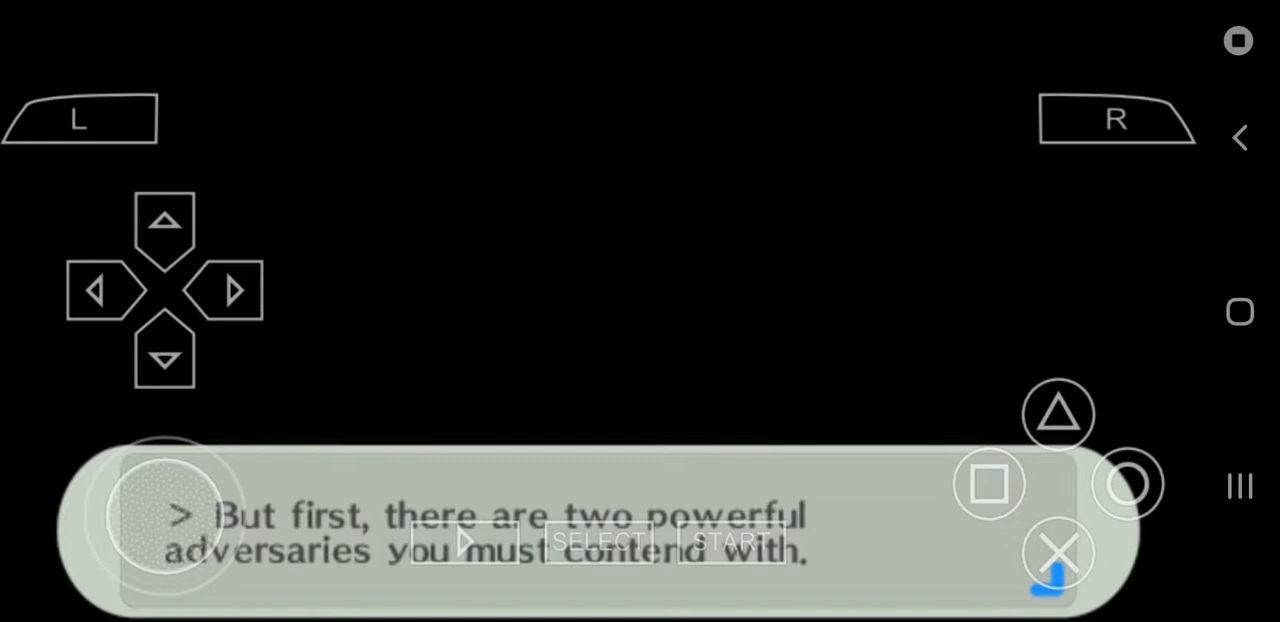 L
R
> But first, there are two powerful
adversaries you must contend with.
SELECT
START